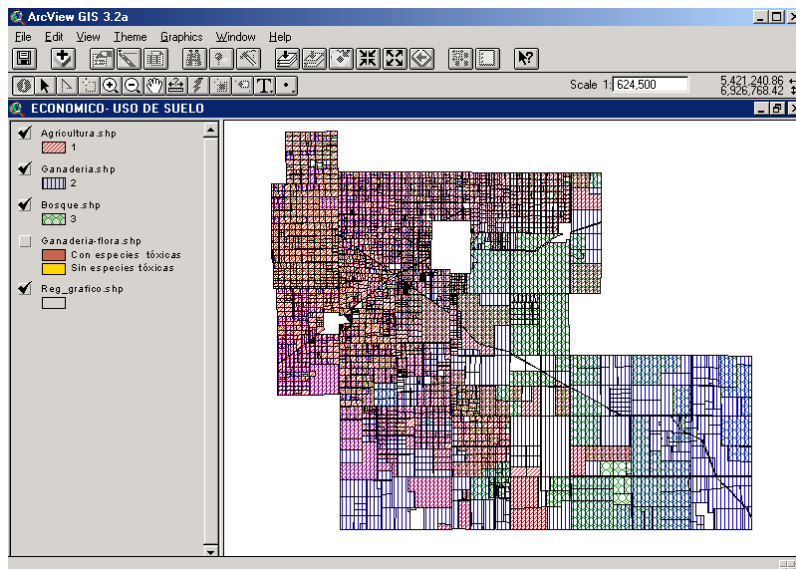 ArcView GIS 3.2a
File Edit View Theme Graphics Window Help
Scale 1: 624,500
5,421,240.86
6,926,768.42
ECONOMICO- USO DE SUELO
Agricultura.shp
1
Ganaderia.shp
2
Bosque.shp
3
Ganaderia-flora.shp
Con especies tóxicas
Sin especies tóxicas
Reg_grafico.shp